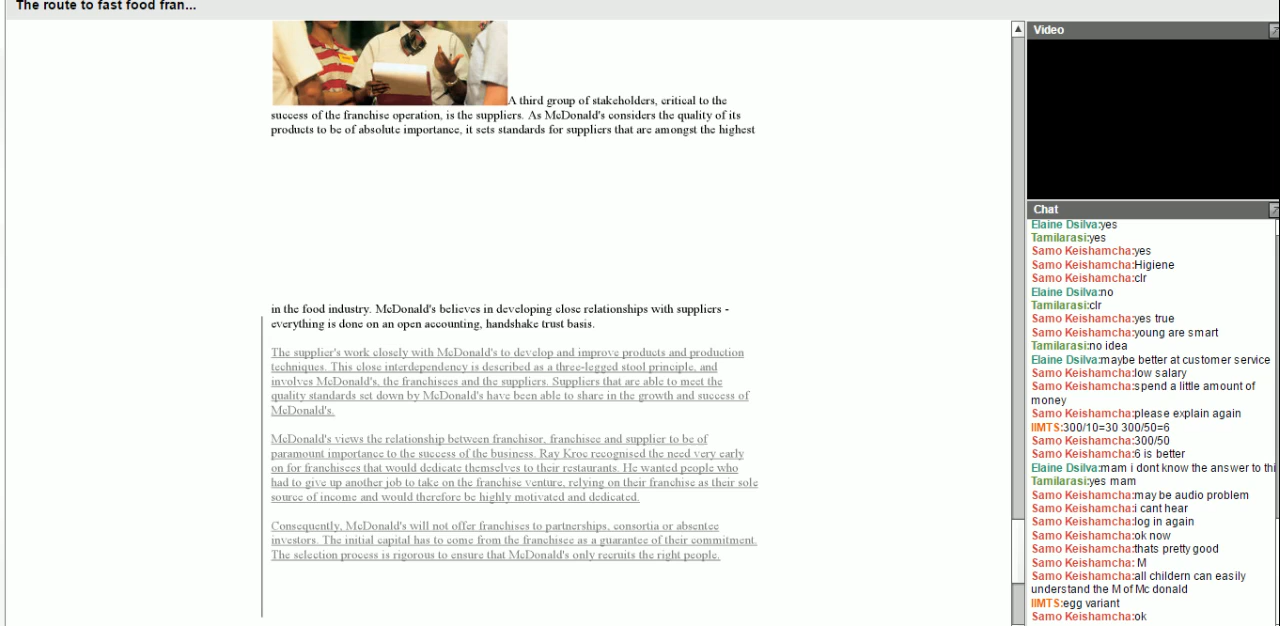 The route to fast food fran...
A third group of stakeholders, critical to the
success of the franchise operation, is the suppliers. As McDonald's considers the quality of its
products to be of absolute importance, it sets standards for suppliers that are amongst the highest
in the food industry. McDonald's believes in developing close relationships with suppliers -
everything is done on an open accounting, handshake trust basis.
The supplier's work closely with McDonald's to develop and improve products and production
techniques. This close interdependency is described as a three-legged stool principle, and
involves McDonald's, the franchisees and the suppliers. Suppliers that are able to meet the
quality standards set down by McDonald's have been able to share in the growth and success of
McDonald's.
McDonald's views the relationship between franchisor, franchisee and supplier to be of
paramount importance to the success of the business. Ray Kroc recognised the need very early
on for franchisees that would dedicate themselves to their restaurants. He wanted people who
had to give up another job to take on the franchise venture, relying on their franchise as their sole
source of income and would therefore be highly motivated and dedicated.
Consequently, McDonald's will not offer franchises to partnerships, consortia or absentee
investors. The initial capital has to come from the franchisee as a guarantee of their commitment.
The selection process is rigorous to ensure that McDonald's only recruits the right people.
Video
Chat
Elaine Dsilva:yes
Tamilarasi:yes
Samo Keishamcha:yes
Samo Keishamcha:Higiene
Samo Keishamcha:clr
Elaine Dsilva:no
Tamilarasi:clr
Samo Keishamcha:yes true
Samo Keishamcha:young are smart
Tamilarasi:no idea
Elaine Dsilva:maybe better at customer service
Samo Keishamcha:low salary
Samo Keishamcha:spend a little amount of
money
Samo Keishamcha:please explain again
IIMTS:300/10=30 300/50=6
Samo Keishamcha:300/50
Samo Keishamcha:6 is better
Elaine Dsilva:mam i dont know the answer to thi
Tamilarasi:yes mam
Samo Keishamcha:may be audio problem
Samo Keishamcha:i cant hear
Samo Keishamcha:log in again
Samo Keishamcha:ok now
Samo Keishamcha:thats pretty good
Samo Keishamcha: M
Samo Keishamcha:all childern can easily
understand the M of Mc donald
IIMTS:egg variant
Samo Keishamcha:ok